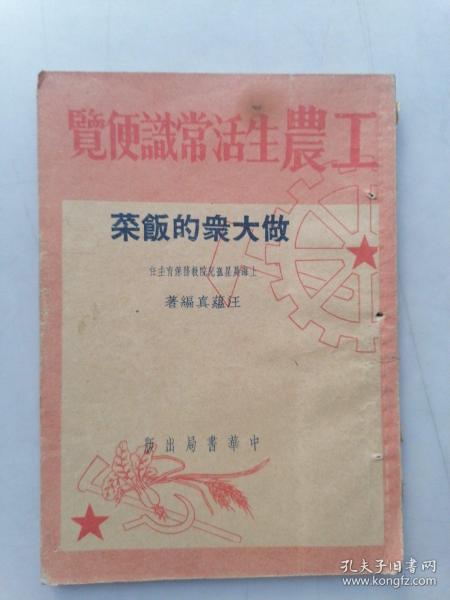 工農生活常識便覽
做大衆的飯菜
汪蘊真編著
中華書局出版
孔夫子旧书网
www.kongfz.com